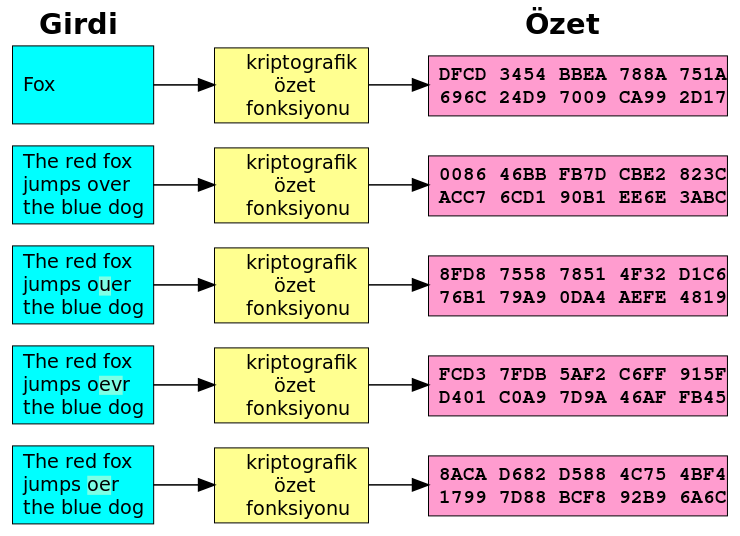 Girdi
Özet
Fox
kriptografik
özet
fonksiyonu
DFCD 3454 BBEA 788A 751A
696C 24D9 7009 CA99 2D17
The red fox
jumps over
the blue dog
kriptografik
özet
fonksiyonu
0086 46BB FB7D CBE2 823C
ACC7 6CD1 90B1 EE6E 3ABC
The red fox
jumps ouer
the blue dog
kriptografik
özet
fonksiyonu
8FD8 7558 7851 4F32 D1C6
76B1 79A9 0DA4 AEFE 4819
The red fox
jumps oevr
the blue dog
kriptografik
özet
fonksiyonu
FCD3 7FDB 5AF2 C6FF 915F
D401 C0A9 7D9A 46AF FB45
The red fox
jumps oer
the blue dog
kriptografik
özet
fonksiyonu
8ACA D682 D588 4C75 4BF4
1799 7D88 BCF8 92B9 6A6C